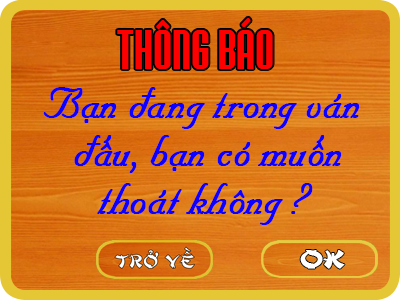 THÔNG BÁO
Bạn đang trong ván
đấu, bạn có muốn
thoát không ?
TRỞ VỀ
OK